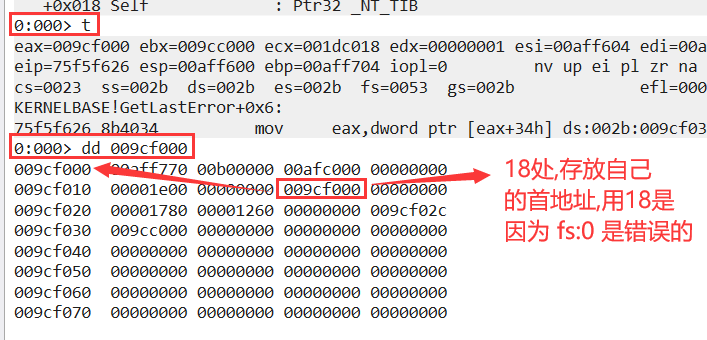 +0x018 Self : Ptr32 _NT_TIB
0:000> t
eax=009cf000 ebx=009cc000 ecx=001dc018 edx=00000001 esi=00aff604 edi=00a
eip=75f5f626 esp=00aff600 ebp=00aff704 iopl=0 nv up ei pl zr na
cs=0023 ss=002b ds=002b es=002b fs=0053 gs=002b efl=000
KERNELBASE!GetLastError+0x6:
75f5f626 8b4034 mov eax,dword ptr [eax+34h] ds:002b:009cf03
0:000> dd 009cf000
009cf000 00aff770 00b00000 00afc000 00000000
009cf010 00001e00 00000000 009cf000 00000000
009cf020 00001780 00001260 00000000 009cf02c
009cf030 009cc000 00000000 00000000 00000000
009cf040 00000000 00000000 00000000 00000000
009cf050 00000000 00000000 00000000 00000000
009cf060 00000000 00000000 00000000 00000000
009cf070 00000000 00000000 00000000 00000000
18处,存放自己
的首地址,用18是
因为 fs:0 是错误的